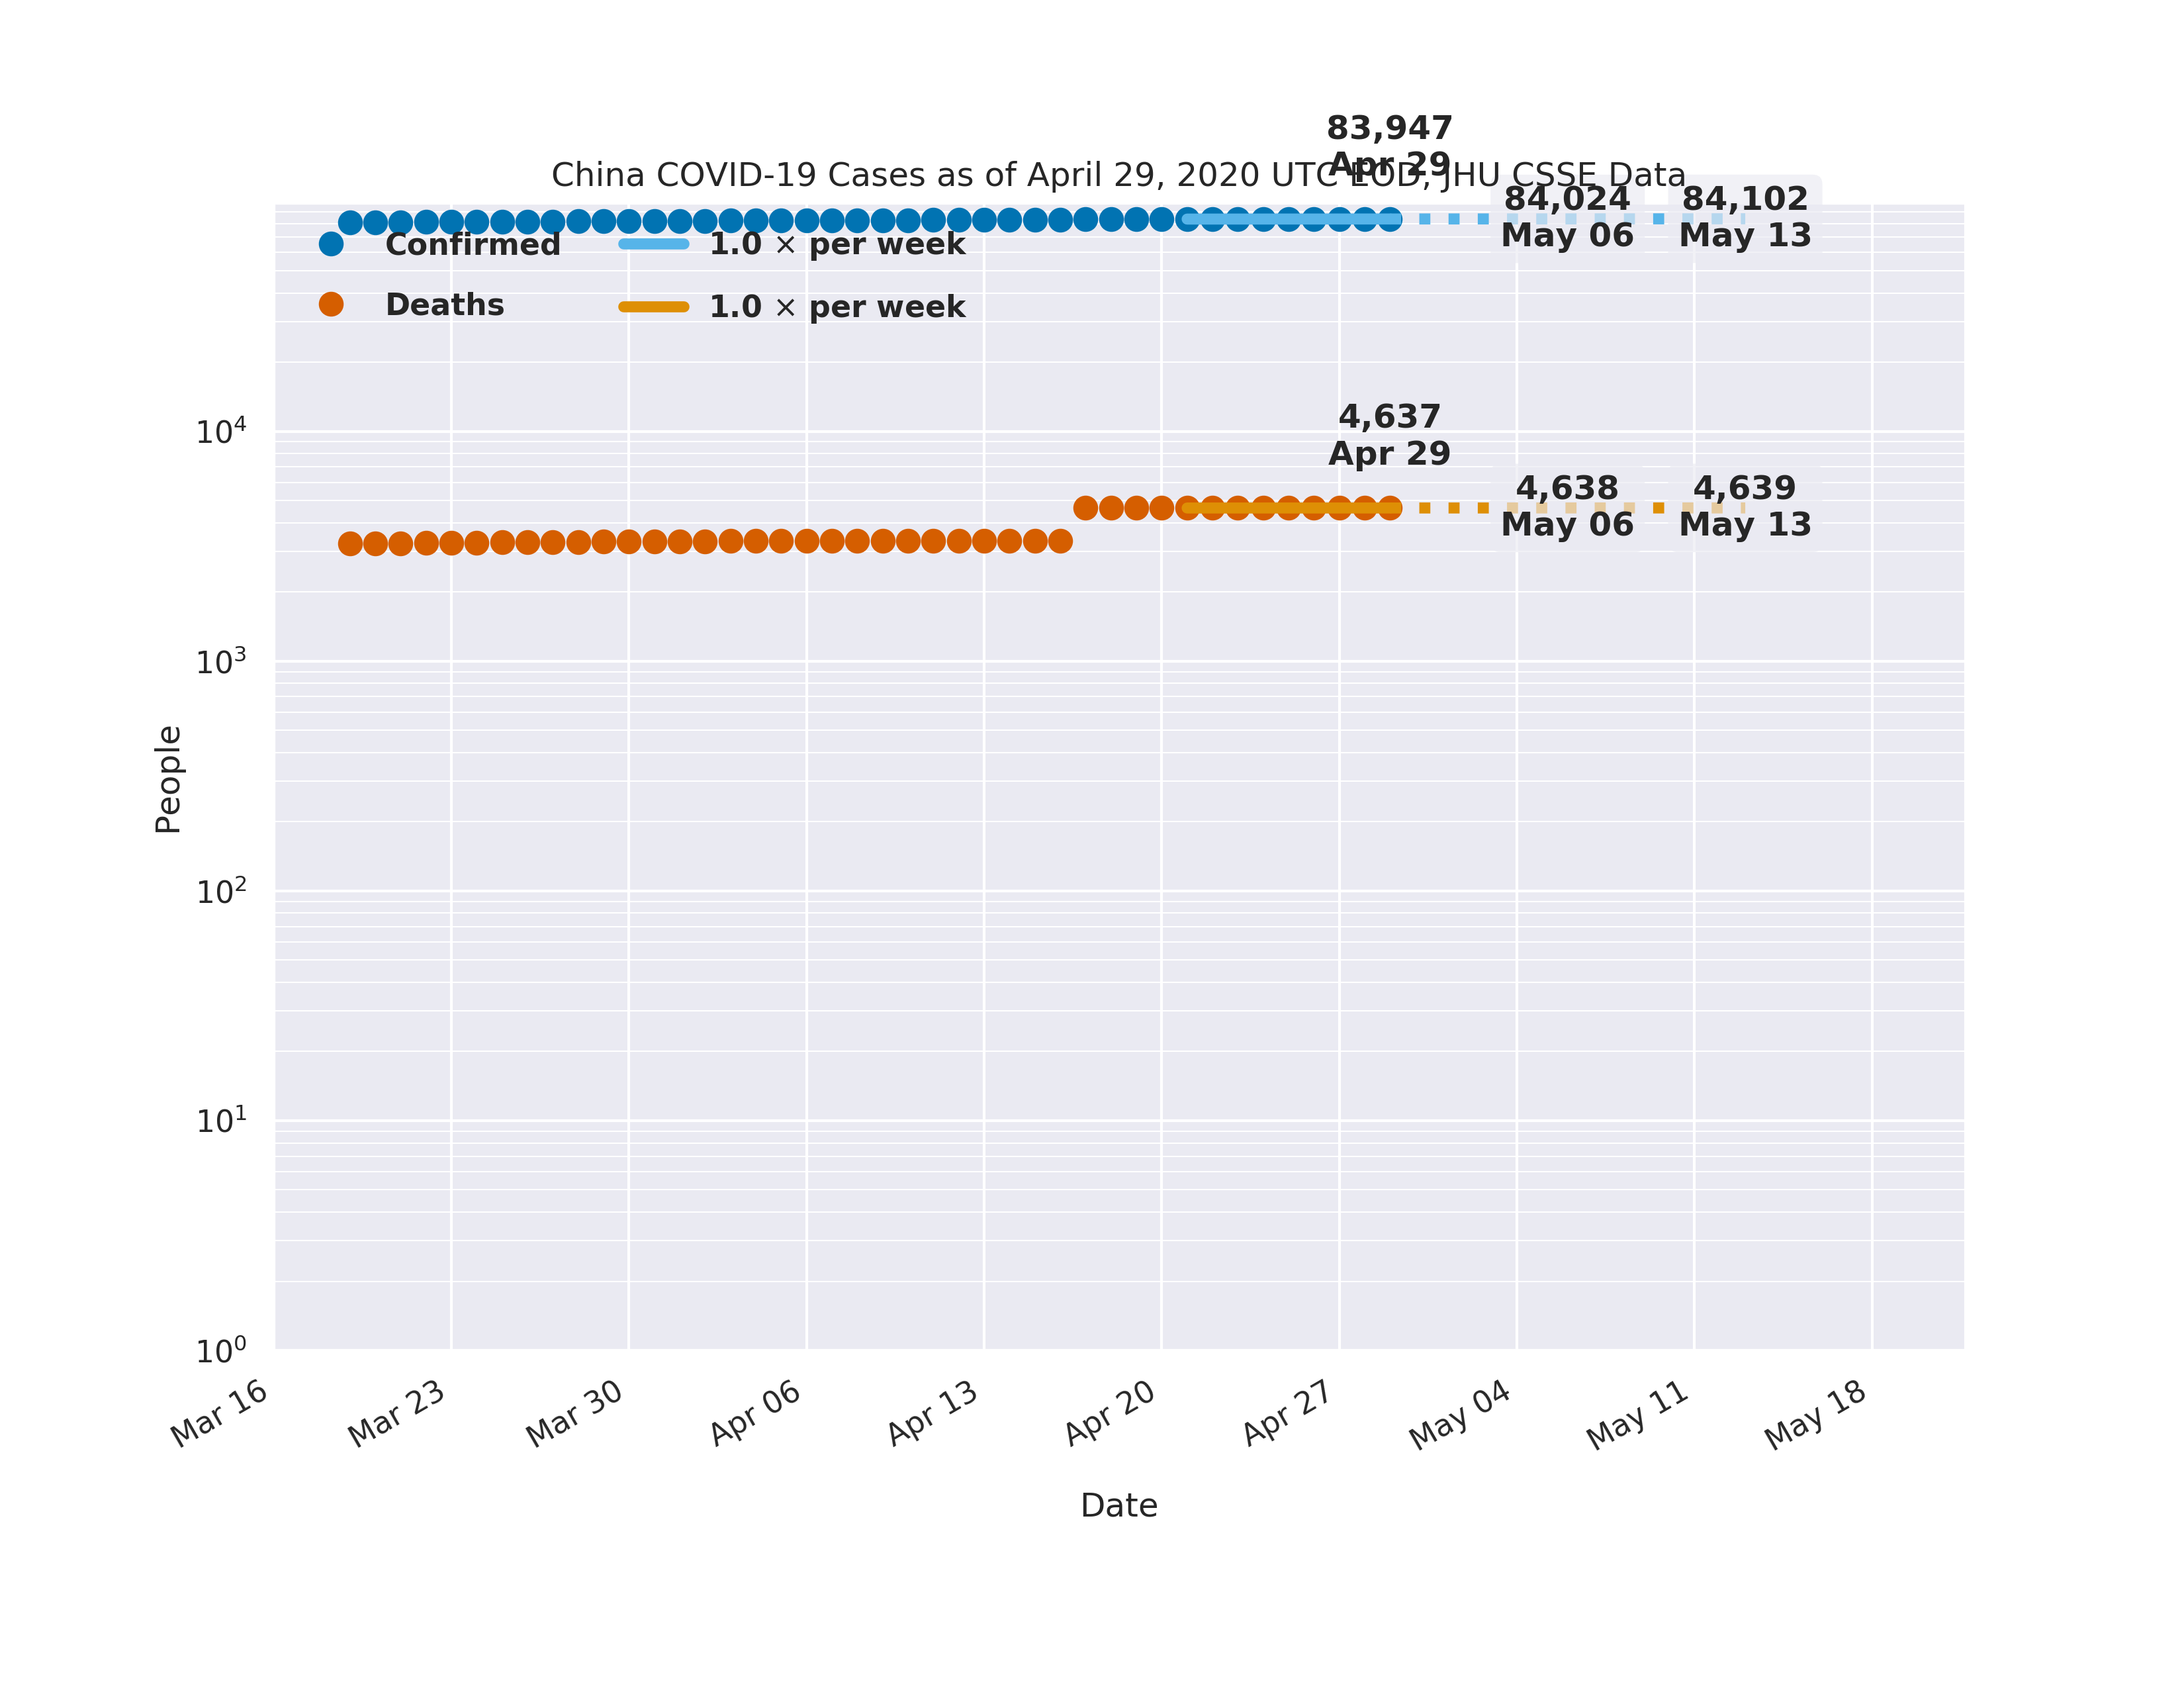 83,947
Apr 29
China COVID-19 Cases as of April 29, 2020 UTC EOD, JHU CSSE Data
84,024
May 06
84,102
May 13
Confirmed
1.0 × per week
Deaths
1.0 × per week
4,637
Apr 29
4,638
May 06
4,639
May 13
10⁴
10³
10²
10¹
10⁰
People
Mar 16
Mar 23
Mar 30
Apr 06
Apr 13
Apr 20
Apr 27
May 04
May 11
May 18
Date